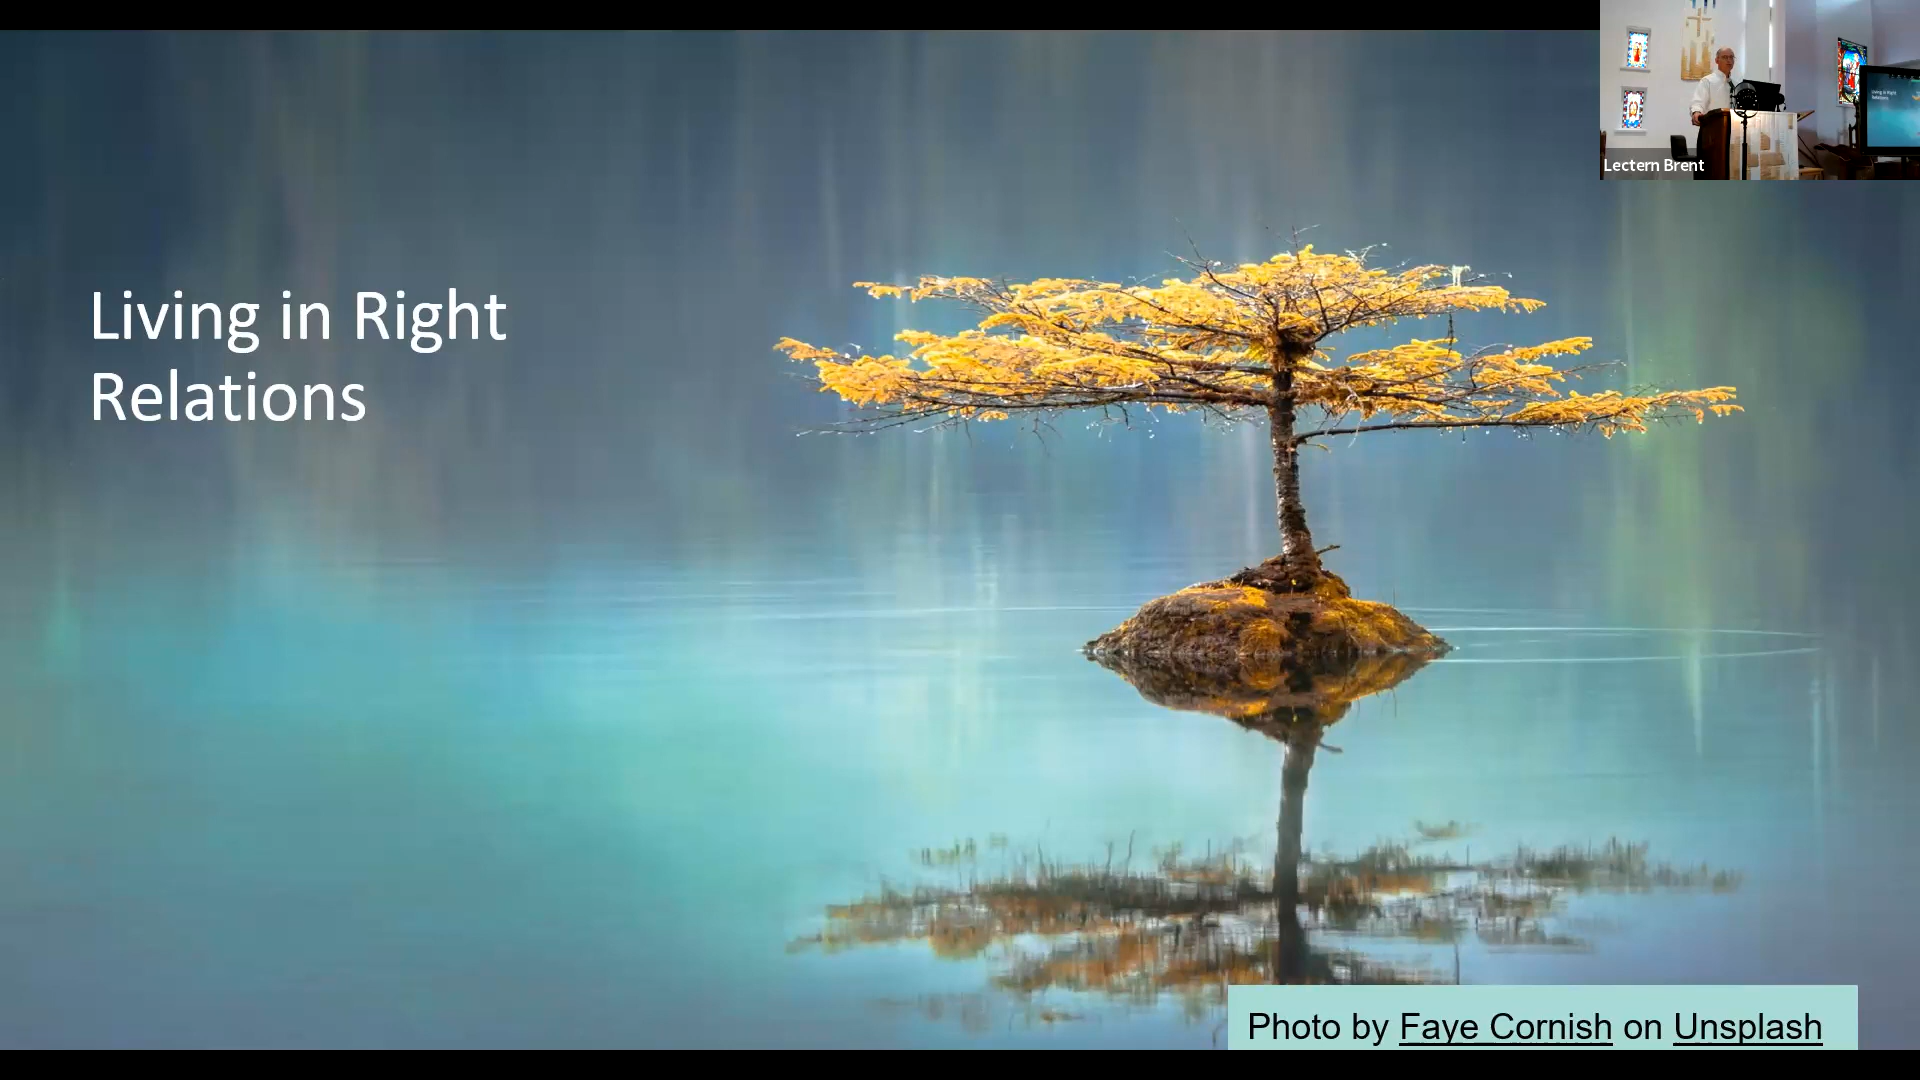 Living in Right
Relations
Lectern Brent
Photo by Faye Cornish on Unsplash